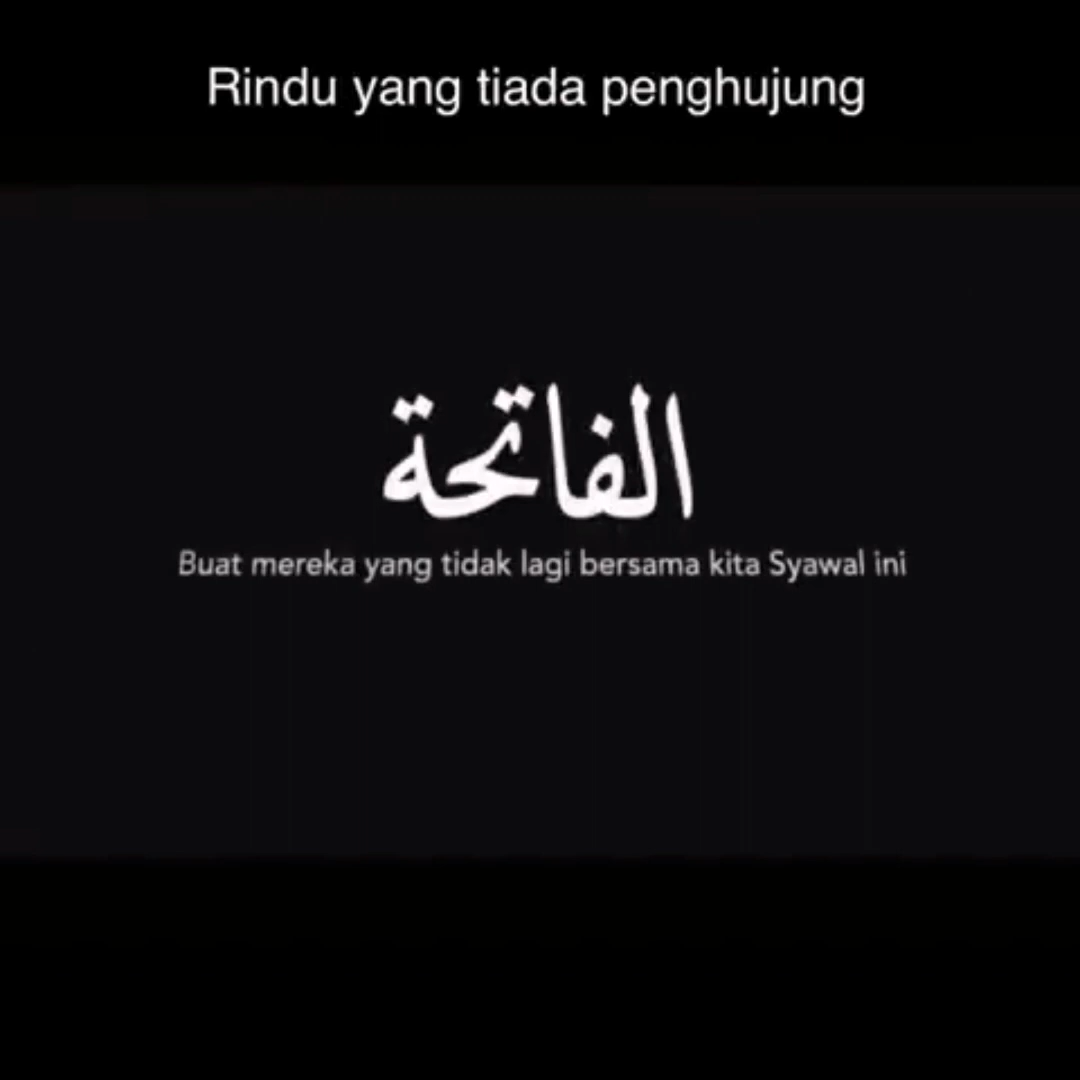 Rindu yang tiada penghujung
الفاتحة
Buat mereka yang tidak lagi bersama kita Syawal ini